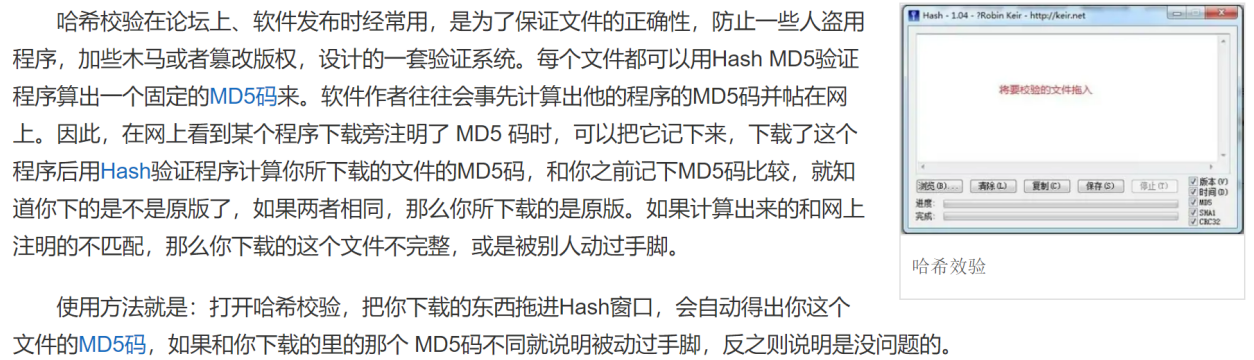 哈希校验在论坛上、软件发布时经常用，是为了保证文件的正确性，防止一些人盗用
程序，加些木马或者篡改版权，设计的一套验证系统。每个文件都可以用Hash MD5验证
程序算出一个固定的MD5码来。软件作者往往会事先计算出他的程序的MD5码并帖在网
上。因此，在网上看到某个程序下载旁注明了 MD5 码时，可以把它记下来，下载了这个
程序后用Hash验证程序计算你所下载的文件的MD5码，和你之前记下MD5码比较，就知
道你下的是不是原版了，如果两者相同，那么你所下载的是原版。如果计算出来的和网上
注明的不匹配，那么你下载的这个文件不完整，或是被别人动过手脚。
使用方法就是：打开哈希校验，把你下载的东西拖进Hash窗口，会自动得出你这个
文件的MD5码，如果和你下载的里的那个 MD5码不同就说明被动过手脚，反之则说明是没问题的。
Hash - 1.04 - ?Robin Keir - http://keir.net
将要校验的文件拖入
浏览(B)... 清除(L) 复制(C) 保存(S) 停止(T)
版本(V)
时间(D)
进度: MD5
SHA1
完成: CRC32
哈希效验